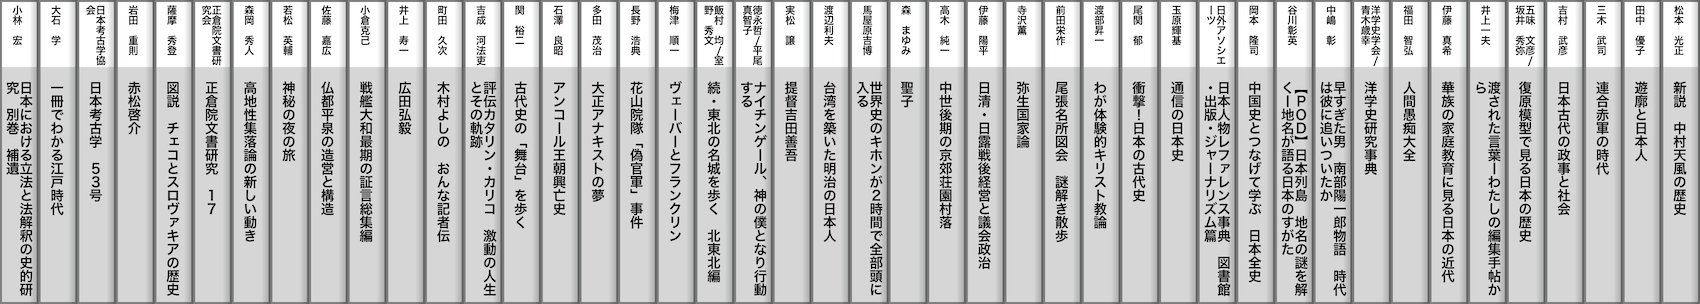 松本　光正
新説　中村天風の歴史
田中　優子
遊廓と日本人
三木　武司
連合赤軍の時代
吉村　武彦
日本古代の政事と社会
五味　文彦/
坂井　秀弥/
復原模型で見る日本の歴史
井上一夫
渡された言葉ーわたしの編集手帖か
ら
伊藤　真希
華族の家庭教育に見る日本の近代
福田　智弘
人間愚痴大全
洋学史学会/
青木歳幸
洋学史研究事典
中嶋　彰
早すぎた男　南部陽一郎物語　時代
は彼に追いついたか
谷川彰英
【ＰＯＤ】日本列島　地名の謎を解
くー地名が語る日本のすがた
岡本　隆司
中国史とつなげて学ぶ　日本全史
日外アソシエ
ーツ
日本人物レファレンス事典　図書館
・出版・ジャーナリズム篇
玉原輝基
通信の日本史
尾関　郁
衝撃！日本の古代史
渡部昇一
わが体験的キリスト教論
前田栄作
尾張名所図会　謎解き散歩
寺沢薫
弥生国家論
伊藤　陽平
日清・日露戦後経営と議会政治
高木　純一
中世後期の京郊荘園村落
森　まゆみ
聖子
馬屋原吉博
世界史のキホンが２時間で全部頭に
入る
渡辺利夫
台湾を築いた明治の日本人
実松　譲
提督吉田善吾
徳永哲/平尾
真智子
ナイチンゲール、神の僕となり行動
する
飯村　均/室
野　秀文
続・東北の名城を歩く　北東北編
梅津　順一
ヴェーバーとフランクリン
長野　浩典
花山院隊「偽官軍」事件
多田　茂治
大正アナキストの夢
石澤　良昭
アンコール王朝興亡史
関　裕二
古代史の「舞台」を歩く
吉成　河法吏
評伝カタリン・カリコ　激動の人生
とその軌跡
町田　久次
木村よしの　おんな記者伝
井上　寿一
広田弘毅
小倉克己
戦艦大和最期の証言総集編
佐藤　嘉広
仏都平泉の造営と構造
若松　英輔
神秘の夜の旅
森岡　秀人
高地性集落論の新しい動き
正倉院文書研
究会
正倉院文書研究　１７
薩摩　秀登
図説　チェコとスロヴァキアの歴史
岩田　重則
赤松啓介
日本考古学協
会
日本考古学　５３号
大石　学
一冊でわかる江戸時代
小林　宏
日本における立法と法解釈の史的研
究　別巻　補遺